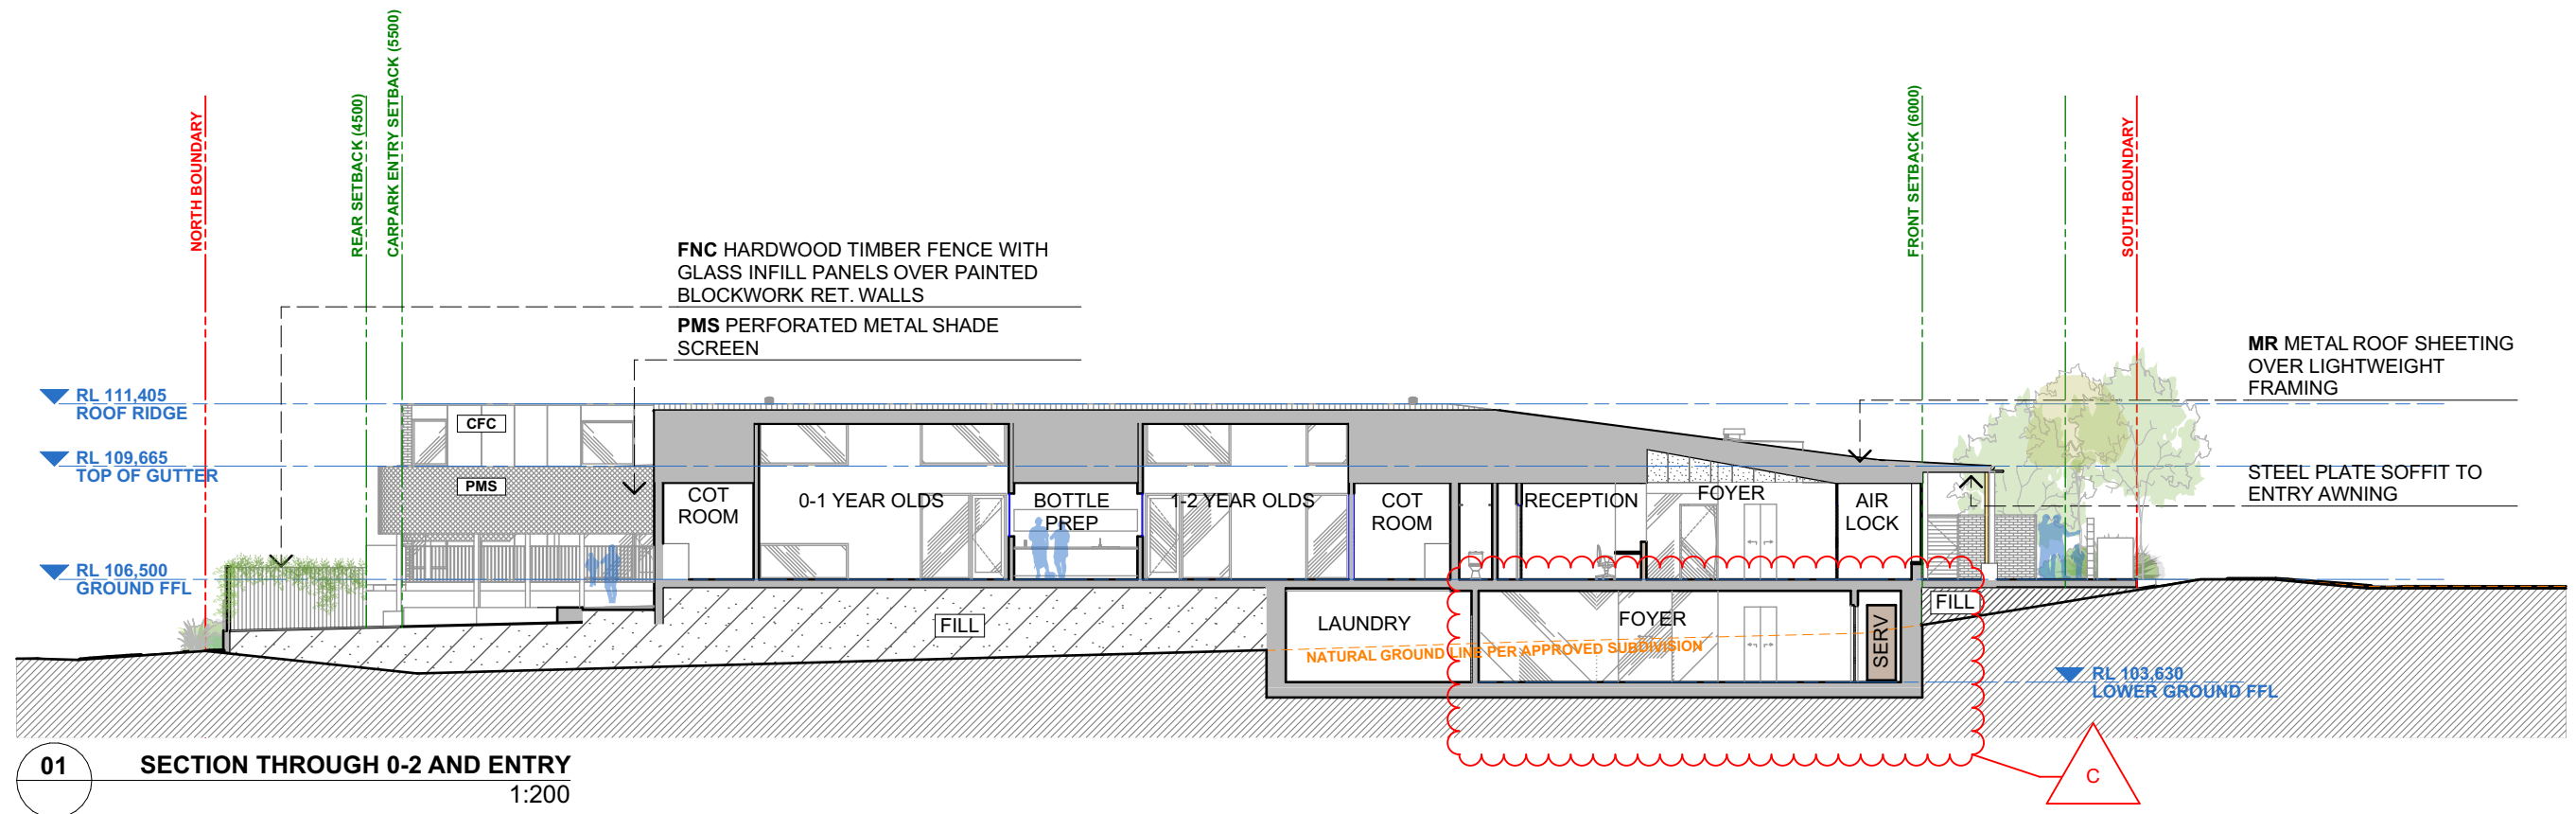 NORTH BOUNDARY
REAR SETBACK (4500)
CARPARK ENTRY SETBACK (5500)
FRONT SETBACK (6000)
SOUTH BOUNDARY
FNC HARDWOOD TIMBER FENCE WITH
GLASS INFILL PANELS OVER PAINTED
BLOCKWORK RET. WALLS
PMS PERFORATED METAL SHADE
SCREEN
MR METAL ROOF SHEETING
OVER LIGHTWEIGHT
FRAMING
STEEL PLATE SOFFIT TO
ENTRY AWNING
RL 111,405
ROOF RIDGE
RL 109,665
TOP OF GUTTER
RL 106,500
GROUND FFL
CFC
PMS
COT
ROOM
0-1 YEAR OLDS
BOTTLE
PREP
1-2 YEAR OLDS
COT
ROOM
RECEPTION
FOYER
AIR
LOCK
FILL
LAUNDRY
FOYER
SERV
FILL
NATURAL GROUND LINE PER APPROVED SUBDIVISION
RL 103,630
LOWER GROUND FFL
01
SECTION THROUGH 0-2 AND ENTRY
1:200
C